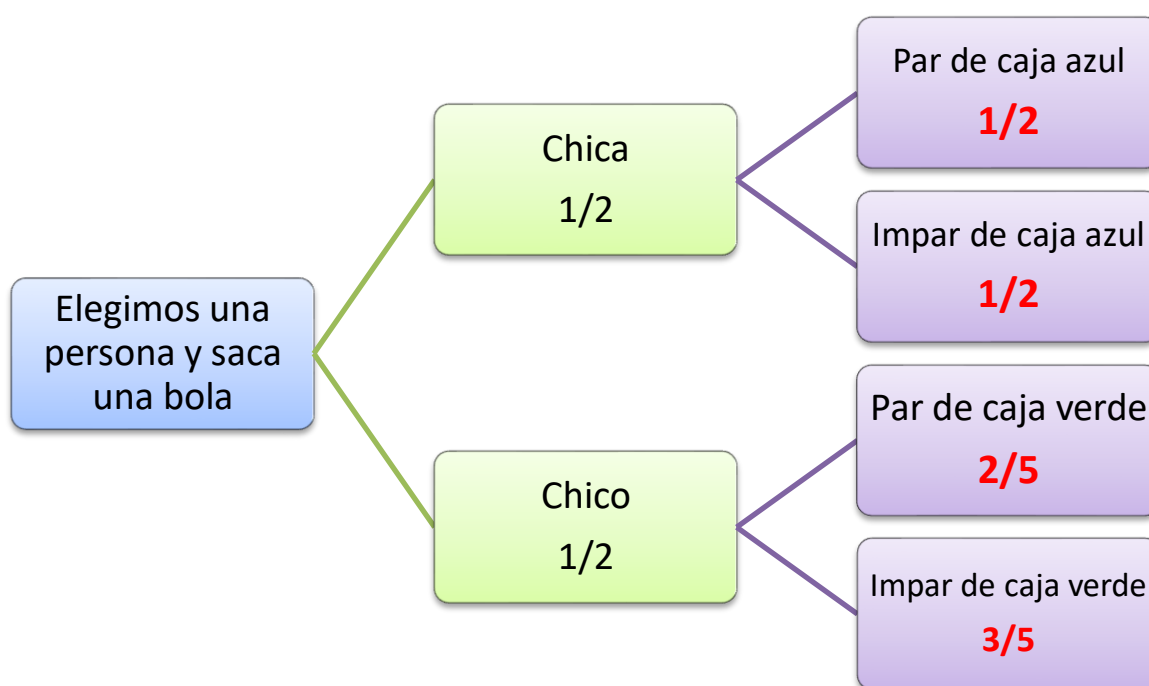 Elegimos una
persona y saca
una bola
Chica
1/2
Par de caja azul
1/2
Impar de caja azul
1/2
Chico
1/2
Par de caja verde
2/5
Impar de caja verde
3/5